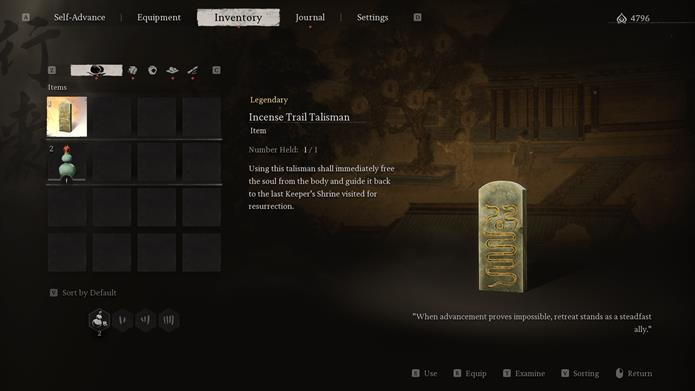 A Self-Advance Equipment Inventory Journal Settings D 4796
Y C
Items
Legendary
Incense Trail Talisman
Item
Number Held: 1 / 1
Using this talisman shall immediately free
the soul from the body and guide it back
to the last Keeper's Shrine visited for
resurrection.
2
Sort by Default
2
"When advancement proves impossible, retreat stands as a steadfast
ally."
Use Equip T Examine V Sorting Return